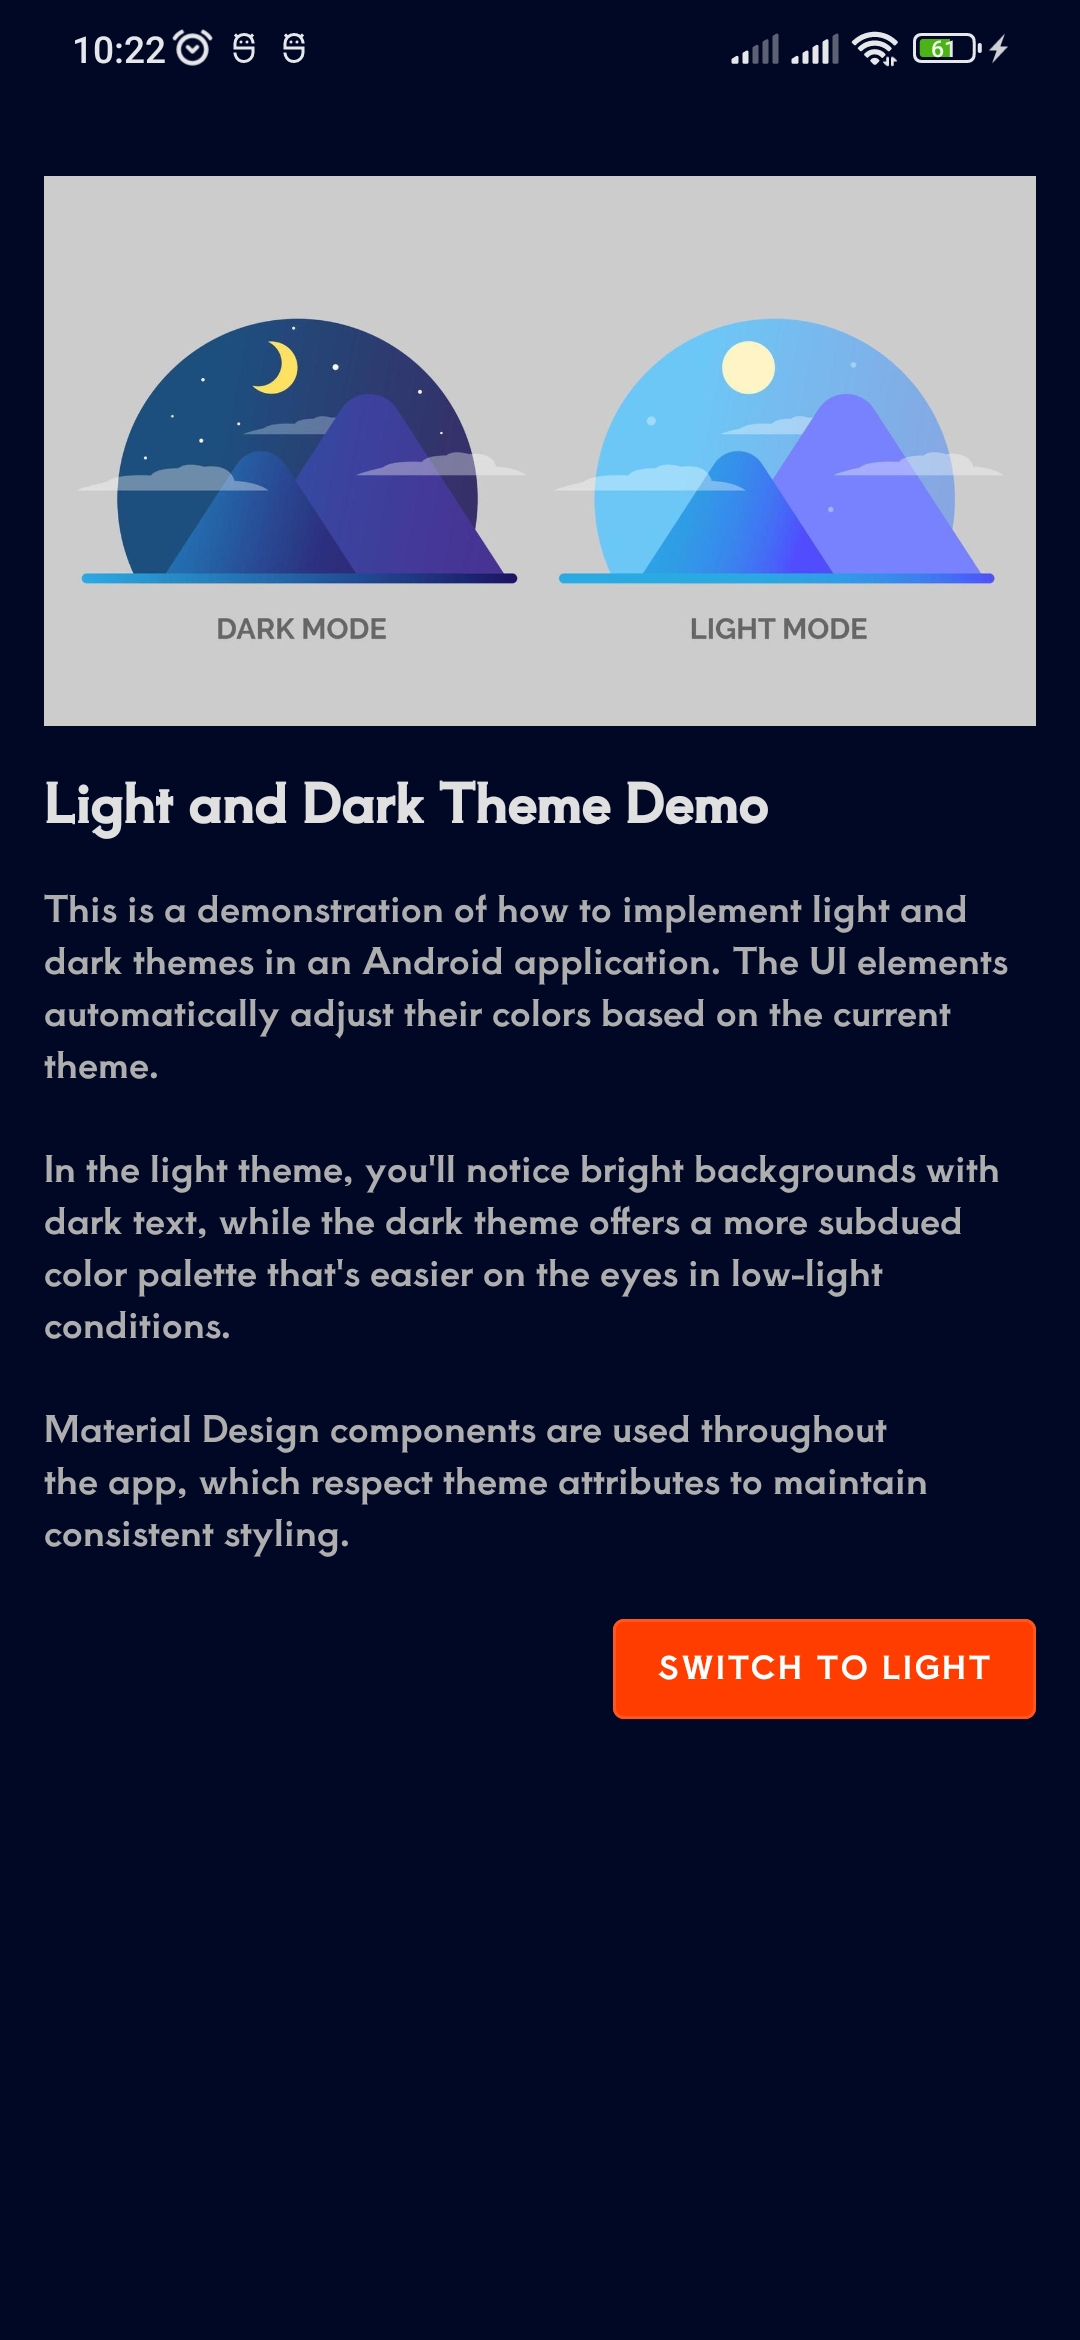 10:22
61
DARK MODE
LIGHT MODE
Light and Dark Theme Demo
This is a demonstration of how to implement light and
dark themes in an Android application. The UI elements
automatically adjust their colors based on the current
theme.
In the light theme, you'll notice bright backgrounds with
dark text, while the dark theme offers a more subdued
color palette that's easier on the eyes in low-light
conditions.
Material Design components are used throughout
the app, which respect theme attributes to maintain
consistent styling.
SWITCH TO LIGHT